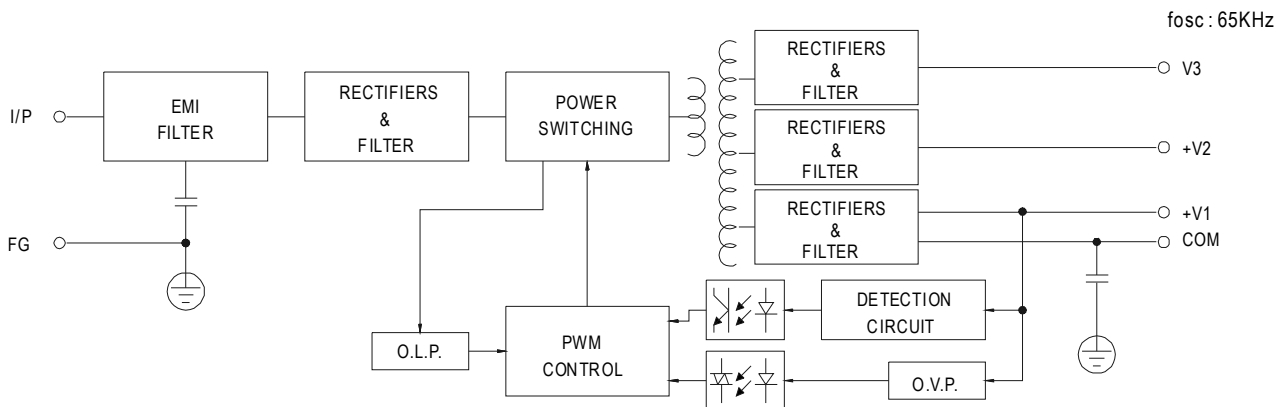 fosc : 65KHz
I/P
EMI
FILTER
RECTIFIERS
&
FILTER
POWER
SWITCHING
RECTIFIERS
&
FILTER
V3
RECTIFIERS
&
FILTER
+V2
RECTIFIERS
&
FILTER
+V1
COM
FG
O.L.P.
PWM
CONTROL
DETECTION
CIRCUIT
O.V.P.